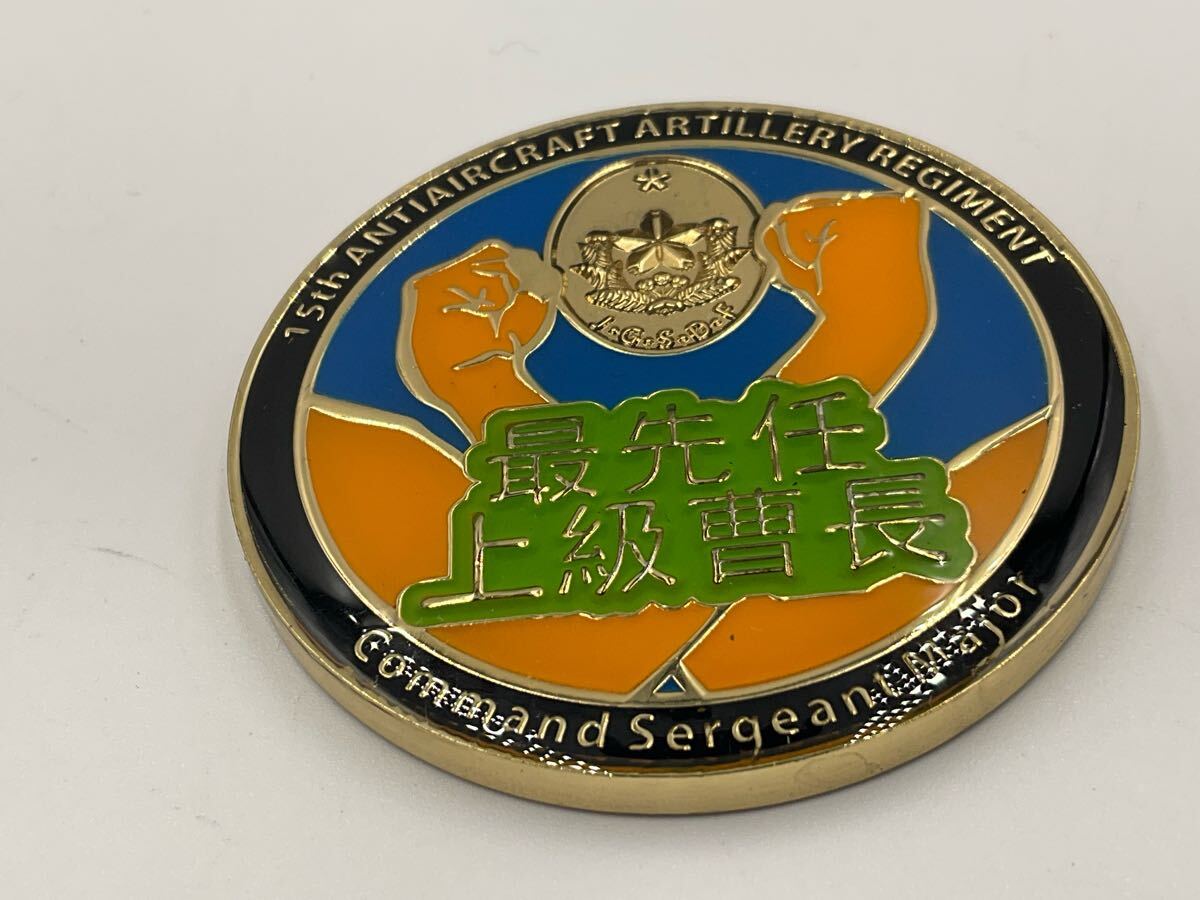 15th ANTIAIRCRAFT ARTILLERY REGIMENT
J.G.S.D.F
最先任
上級曹長
Command Sergeant Major